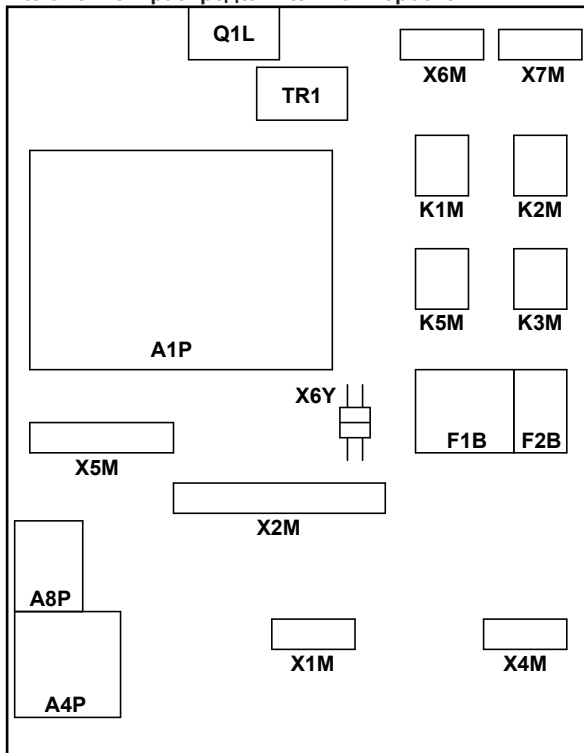 Q1L
X6M X7M
TR1
K1M K2M
K5M K3M
A1P
X6Y
F1B F2B
X5M
X2M
A8P
X1M X4M
A4P